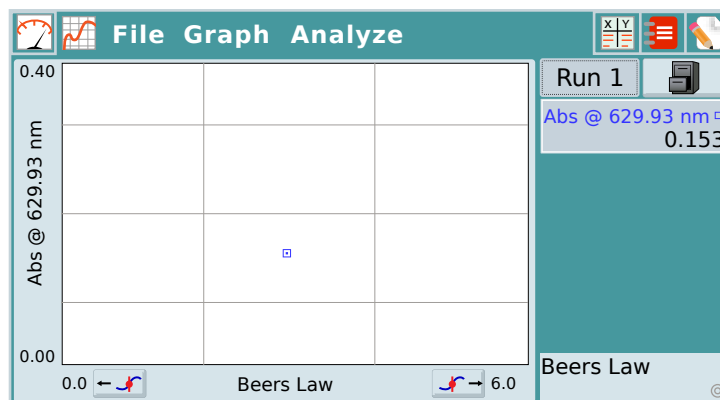 File Graph Analyze
X Y
0.40
Abs @ 629.93 nm
0.00
0.0
Beers Law
6.0
Run 1
Abs @ 629.93 nm
0.153
Beers Law